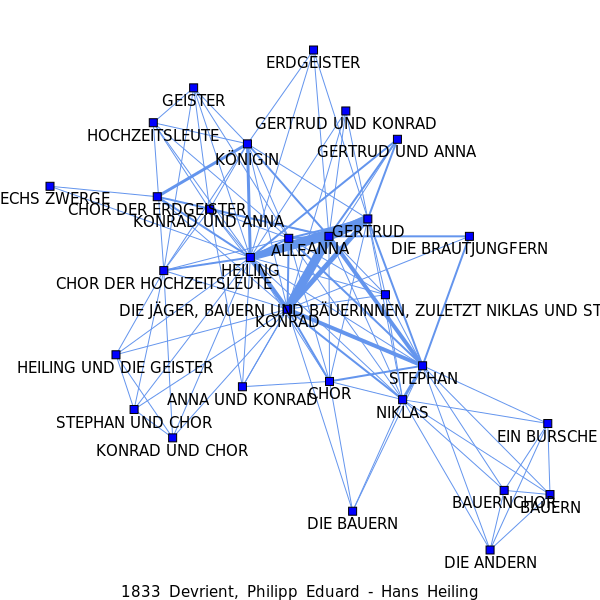 ERDGEISTER
GEISTER
GERTRUD UND KONRAD
HOCHZEITSLEUTE
GERTRUD UND ANNA
KÖNIGIN
ECHS ZWERGE
CHOR DER ERDGEISTER
KONRAD UND ANNA
GERTRUD
ALLE
ANNA
DIE BRAUTJUNGFERN
HEILING
CHOR DER HOCHZEITSLEUTE
DIE JÄGER, BAUERN UND BÄUERINNEN, ZULETZT NIKLAS UND ST
KONRAD
HEILING UND DIE GEISTER
STEPHAN
ANNA UND KONRAD
CHOR
NIKLAS
STEPHAN UND CHOR
EIN BURSCHE
KONRAD UND CHOR
BAUERNCHOR
BAUERN
DIE BAUERN
DIE ANDERN
1833 Devrient, Philipp Eduard - Hans Heiling